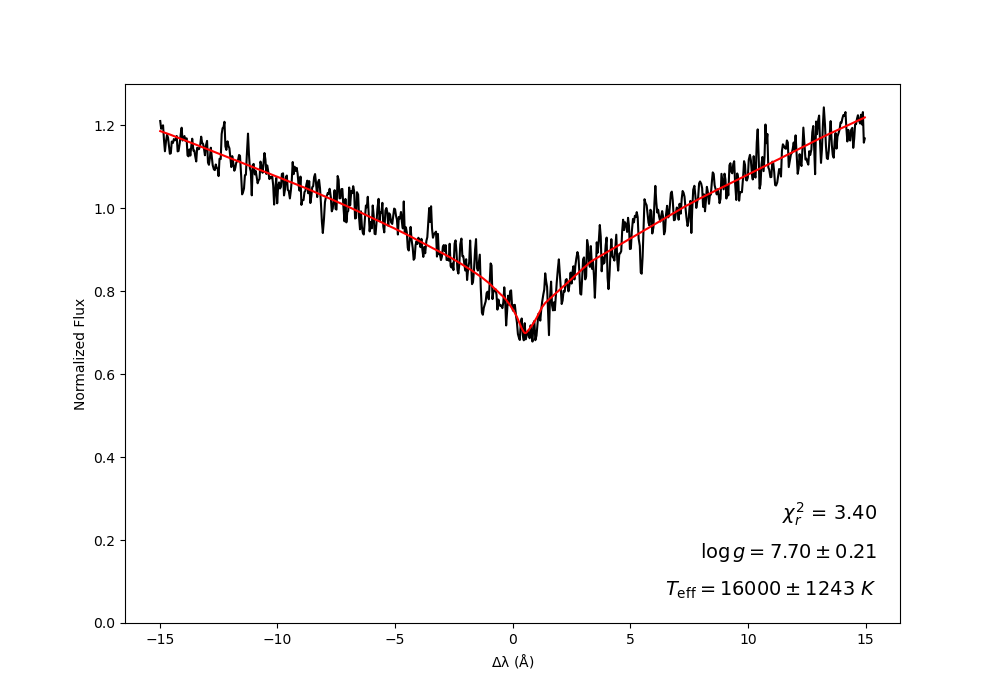 1.2
1.0
0.8
0.6
0.4
0.2
0.0
Normalized Flux
χ²ᵣ = 3.40
log g = 7.70 ± 0.21
T_eff = 16000 ± 1243 K
−15 −10 −5 0 5 10 15
Δλ (Å)